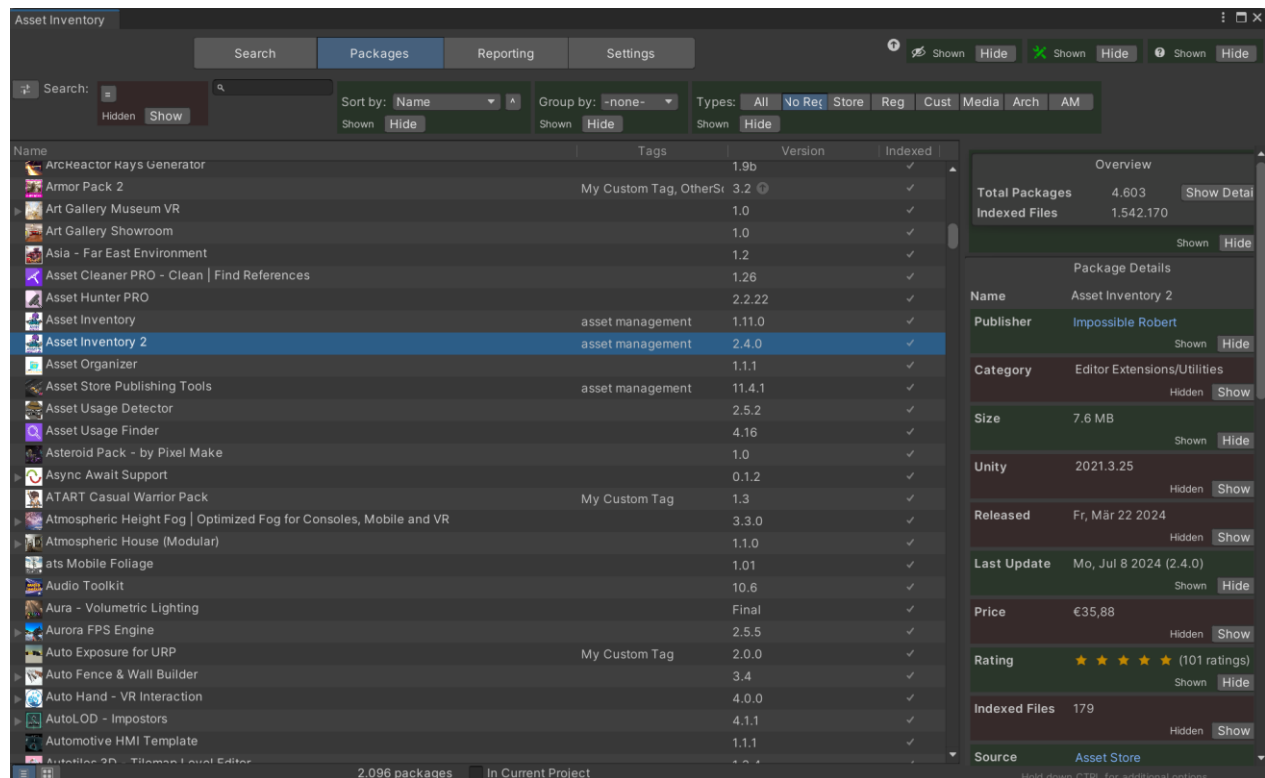 Asset Inventory
Search Packages Reporting Settings Shown Hide Shown Hide Shown Hide
Search: Hidden Show
Sort by: Name ^ Shown Hide
Group by: -none- Shown Hide
Types: All No Reg Store Reg Cust Media Arch AM Shown Hide
Name Tags Version Indexed
ArcReactor Rays Generator 1.9b
Armor Pack 2 My Custom Tag, OtherSc 3.2
Art Gallery Museum VR 1.0
Art Gallery Showroom 1.0
Asia - Far East Environment 1.2
Asset Cleaner PRO - Clean | Find References 1.26
Asset Hunter PRO 2.2.22
Asset Inventory asset management 1.11.0
Asset Inventory 2 asset management 2.4.0
Asset Organizer 1.1.1
Asset Store Publishing Tools asset management 11.4.1
Asset Usage Detector 2.5.2
Asset Usage Finder 4.16
Asteroid Pack - by Pixel Make 1.0
Async Await Support 0.1.2
ATART Casual Warrior Pack My Custom Tag 1.3
Atmospheric Height Fog | Optimized Fog for Consoles, Mobile and VR 3.3.0
Atmospheric House (Modular) 1.1.0
ats Mobile Foliage 1.01
Audio Toolkit 10.6
Aura - Volumetric Lighting Final
Aurora FPS Engine 2.5.5
Auto Exposure for URP My Custom Tag 2.0.0
Auto Fence & Wall Builder 3.4
Auto Hand - VR Interaction 4.0.0
AutoLOD - Impostors 4.1.1
Automotive HMI Template 1.1.1
Autotiles 3D - Tilemap Level Editor
2.096 packages In Current Project
Overview
Total Packages 4.603 Show Detai
Indexed Files 1.542.170
Shown Hide
Package Details
Name Asset Inventory 2
Publisher Impossible Robert
Shown Hide
Category Editor Extensions/Utilities
Hidden Show
Size 7.6 MB
Shown Hide
Unity 2021.3.25
Hidden Show
Released Fr, Mär 22 2024
Hidden Show
Last Update Mo, Jul 8 2024 (2.4.0)
Shown Hide
Price €35,88
Hidden Show
Rating ★ ★ ★ ★ ★ (101 ratings)
Shown Hide
Indexed Files 179
Hidden Show
Source Asset Store
Hold down CTRL for additional options